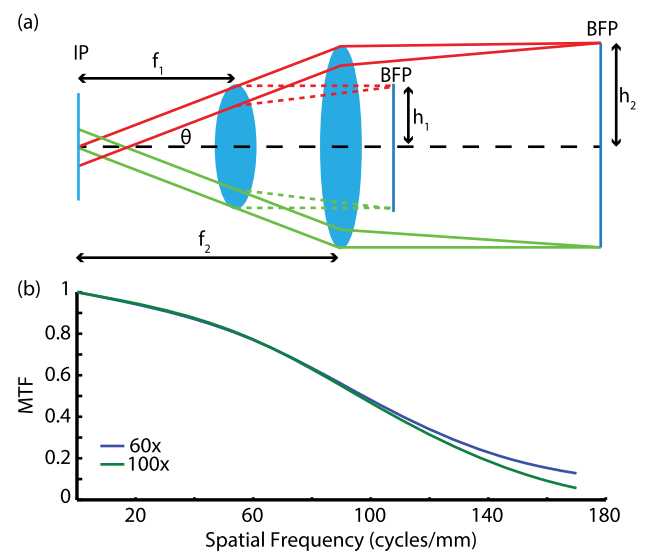 (a)
BFP
IP
f₁
BFP
h₂
h₁
θ
f₂
(b)
1
0.8
0.6
0.4
0.2
0
MTF
60x
100x
20
60
100
140
180
Spatial Frequency (cycles/mm)